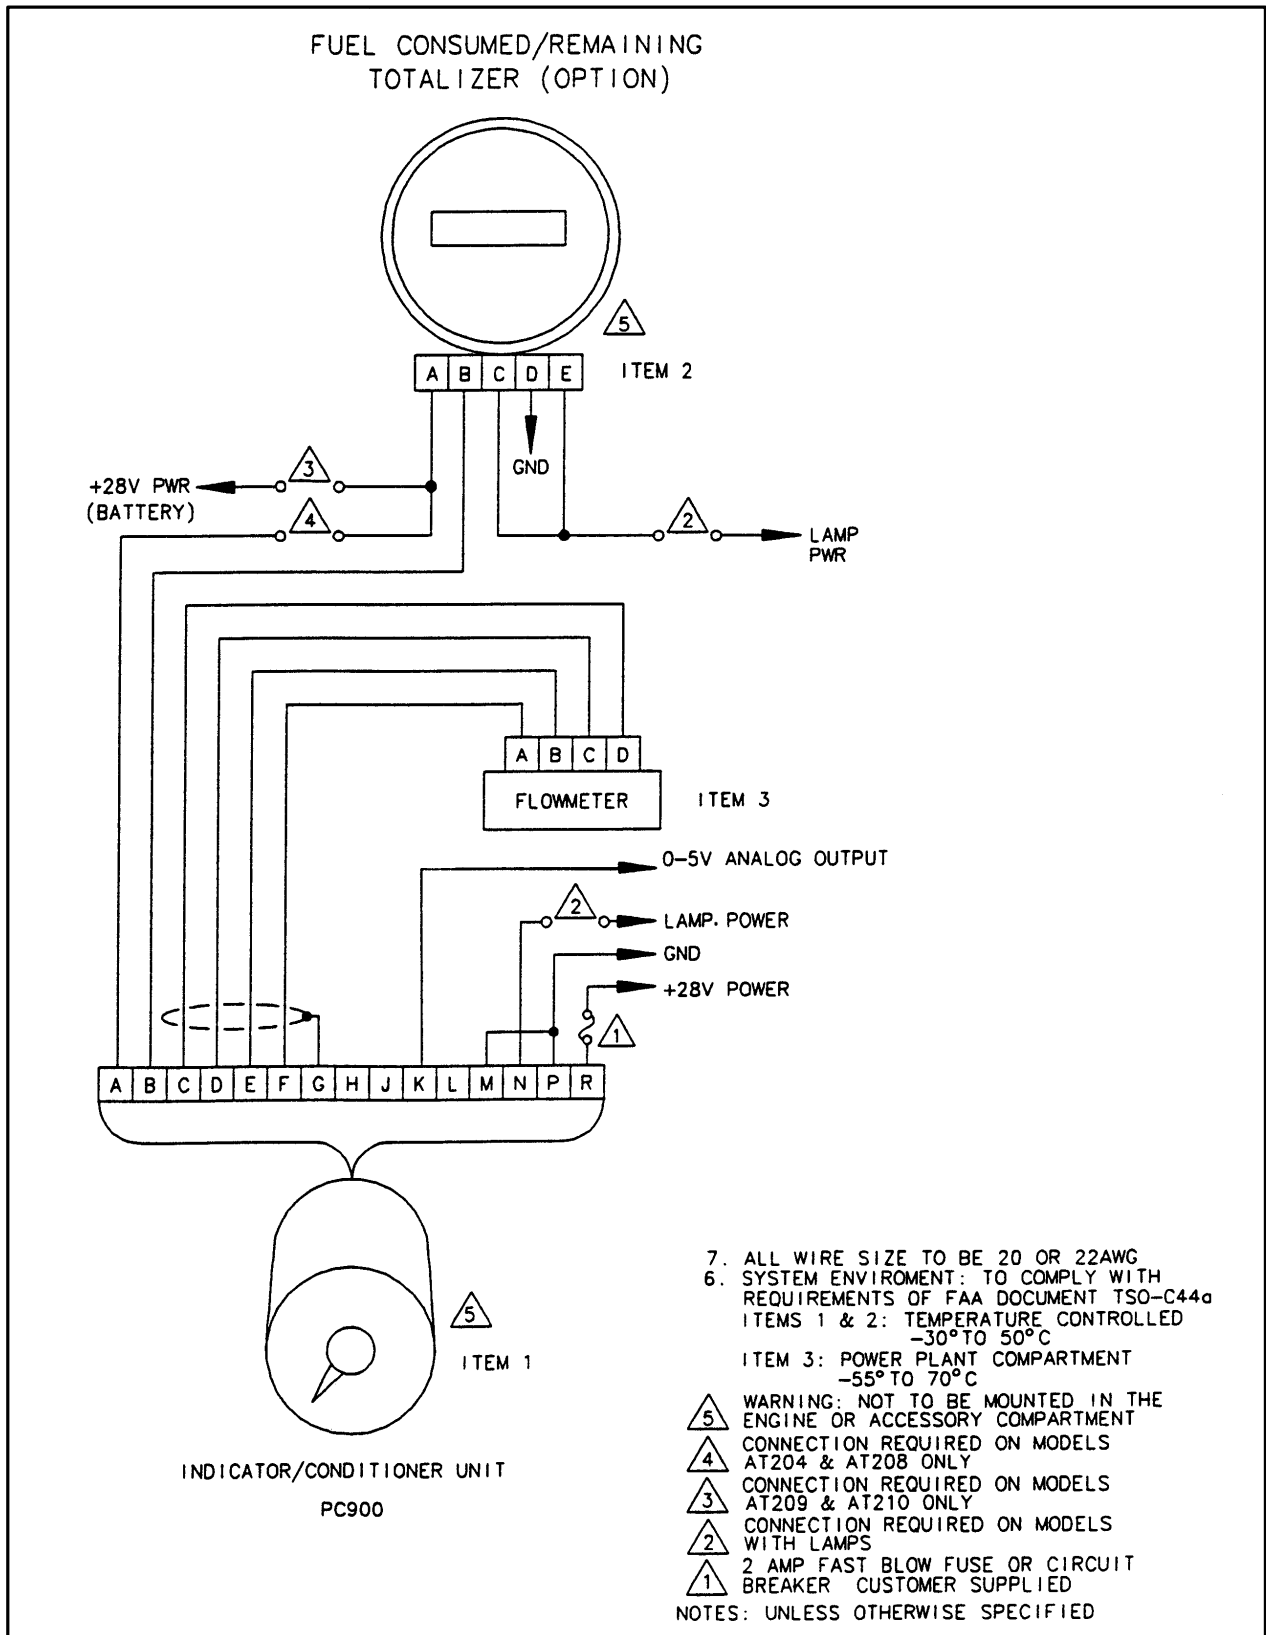 FUEL CONSUMED/REMAINING
TOTALIZER (OPTION)
5
A B C D E
ITEM 2
3
GND
+28V PWR
(BATTERY)
4
2
LAMP
PWR
A B C D
FLOWMETER
ITEM 3
0-5V ANALOG OUTPUT
2
LAMP. POWER
GND
+28V POWER
1
A B C D E F G H J K L M N P R
5
ITEM 1
INDICATOR/CONDITIONER UNIT
PC900
7. ALL WIRE SIZE TO BE 20 OR 22AWG
6. SYSTEM ENVIROMENT: TO COMPLY WITH
REQUIREMENTS OF FAA DOCUMENT TSO-C44a
ITEMS 1 & 2: TEMPERATURE CONTROLLED
-30° TO 50°C
ITEM 3: POWER PLANT COMPARTMENT
-55° TO 70°C
5 WARNING: NOT TO BE MOUNTED IN THE
ENGINE OR ACCESSORY COMPARTMENT
4 CONNECTION REQUIRED ON MODELS
AT204 & AT208 ONLY
3 CONNECTION REQUIRED ON MODELS
AT209 & AT210 ONLY
2 CONNECTION REQUIRED ON MODELS
WITH LAMPS
1 2 AMP FAST BLOW FUSE OR CIRCUIT
BREAKER CUSTOMER SUPPLIED
NOTES: UNLESS OTHERWISE SPECIFIED